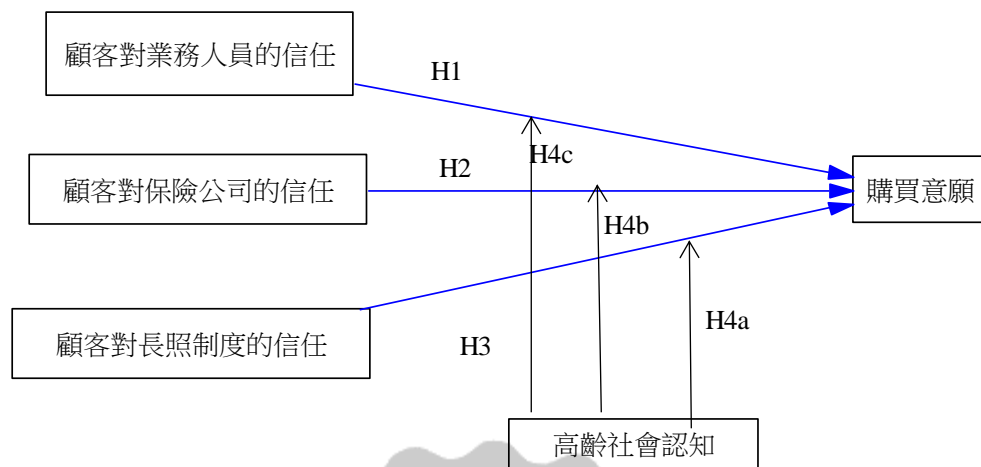 顧客對業務人員的信任
H1
H4c
顧客對保險公司的信任
H2
購買意願
H4b
顧客對長照制度的信任
H3
H4a
高齡社會認知